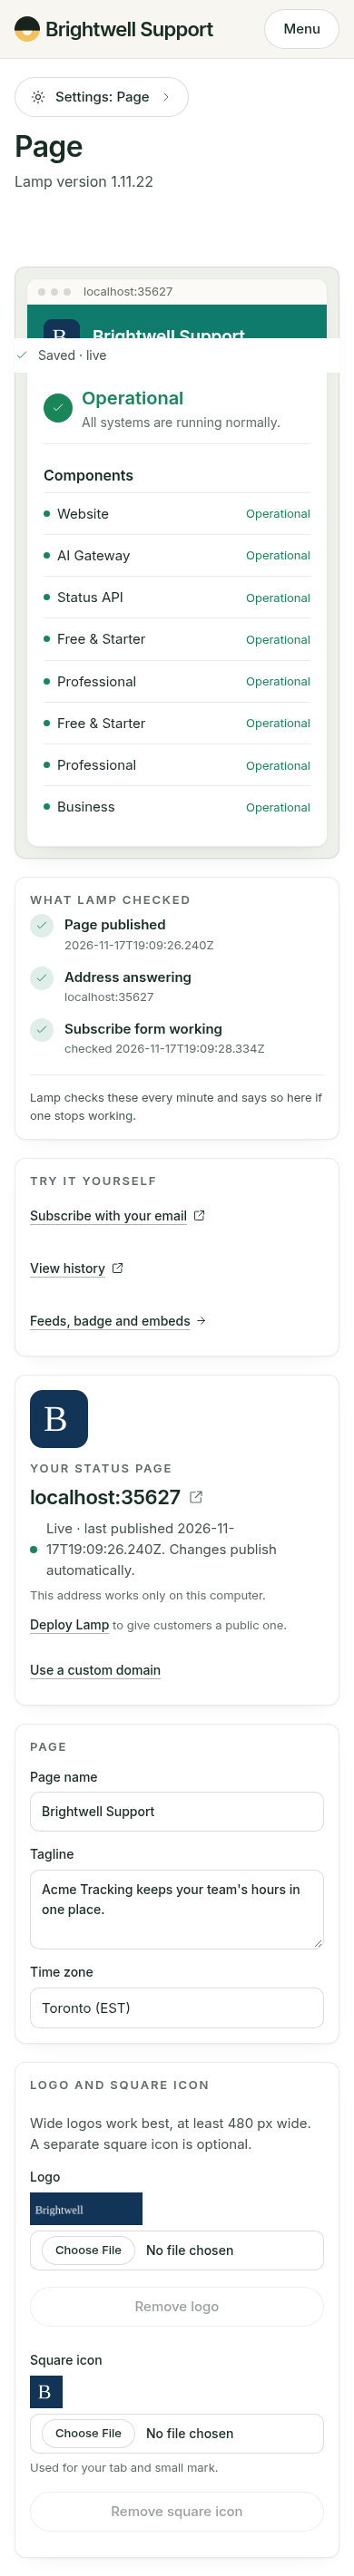 Brightwell Support
Menu
Settings: Page
Page
Lamp version 1.11.22
localhost:35627
B
Brightwell Support
Saved · live
Operational
All systems are running normally.
Components
Website Operational
AI Gateway Operational
Status API Operational
Free & Starter Operational
Professional Operational
Free & Starter Operational
Professional Operational
Business Operational
WHAT LAMP CHECKED
Page published
2026-11-17T19:09:26.240Z
Address answering
localhost:35627
Subscribe form working
checked 2026-11-17T19:09:28.334Z
Lamp checks these every minute and says so here if
one stops working.
TRY IT YOURSELF
Subscribe with your email
View history
Feeds, badge and embeds
B
YOUR STATUS PAGE
localhost:35627
Live · last published 2026-11-
17T19:09:26.240Z. Changes publish
automatically.
This address works only on this computer.
Deploy Lamp to give customers a public one.
Use a custom domain
PAGE
Page name
Brightwell Support
Tagline
Acme Tracking keeps your team's hours in
one place.
Time zone
Toronto (EST)
LOGO AND SQUARE ICON
Wide logos work best, at least 480 px wide.
A separate square icon is optional.
Logo
Brightwell
Choose File No file chosen
Remove logo
Square icon
B
Choose File No file chosen
Used for your tab and small mark.
Remove square icon